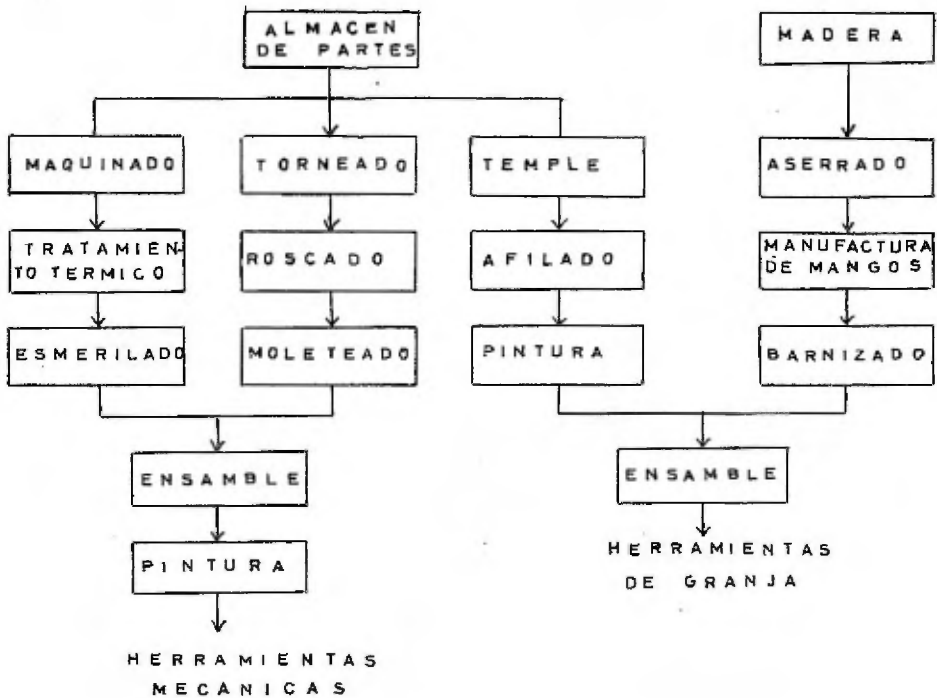 ALMACEN
DE PARTES
MADERA
MAQUINADO
TORNEADO
TEMPLE
ASERRADO
TRATAMIEN-
TO TERMICO
ROSCADO
AFILADO
MANUFACTURA
DE MANGOS
ESMERILADO
MOLETEADO
PINTURA
BARNIZADO
ENSAMBLE
ENSAMBLE
PINTURA
HERRAMIENTAS
DE GRANJA
HERRAMIENTAS
MECANICAS